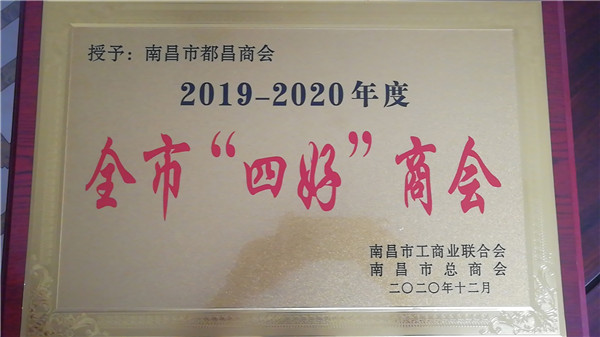 授予：南昌市都昌商会
2019-2020年度
全市“四好”商会
南昌市工商业联合会
南昌市总商会
二〇二〇年十二月